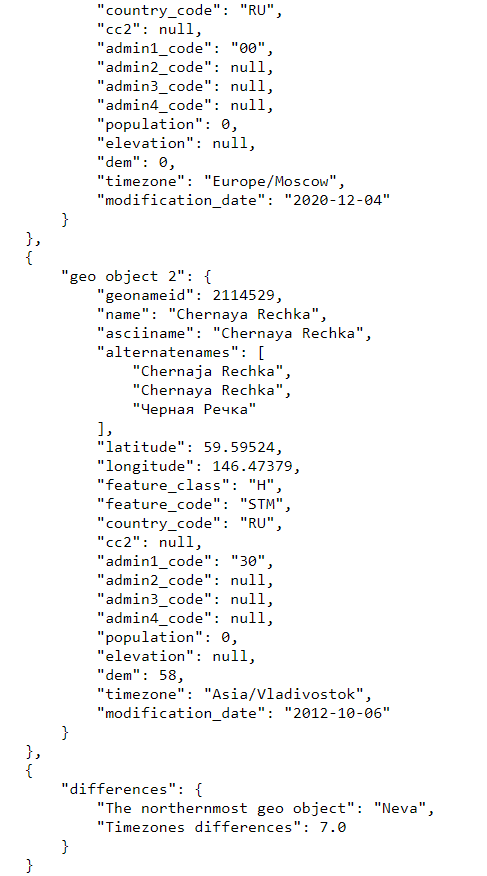 "country_code": "RU",
"cc2": null,
"admin1_code": "00",
"admin2_code": null,
"admin3_code": null,
"admin4_code": null,
"population": 0,
"elevation": null,
"dem": 0,
"timezone": "Europe/Moscow",
"modification_date": "2020-12-04"
}
},
{
"geo object 2": {
"geonameid": 2114529,
"name": "Chernaya Rechka",
"asciiname": "Chernaya Rechka",
"alternatenames": [
"Chernaja Rechka",
"Chernaya Rechka",
"Черная Речка"
],
"latitude": 59.59524,
"longitude": 146.47379,
"feature_class": "H",
"feature_code": "STM",
"country_code": "RU",
"cc2": null,
"admin1_code": "30",
"admin2_code": null,
"admin3_code": null,
"admin4_code": null,
"population": 0,
"elevation": null,
"dem": 58,
"timezone": "Asia/Vladivostok",
"modification_date": "2012-10-06"
}
},
{
"differences": {
"The northernmost geo object": "Neva",
"Timezones differences": 7.0
}
}